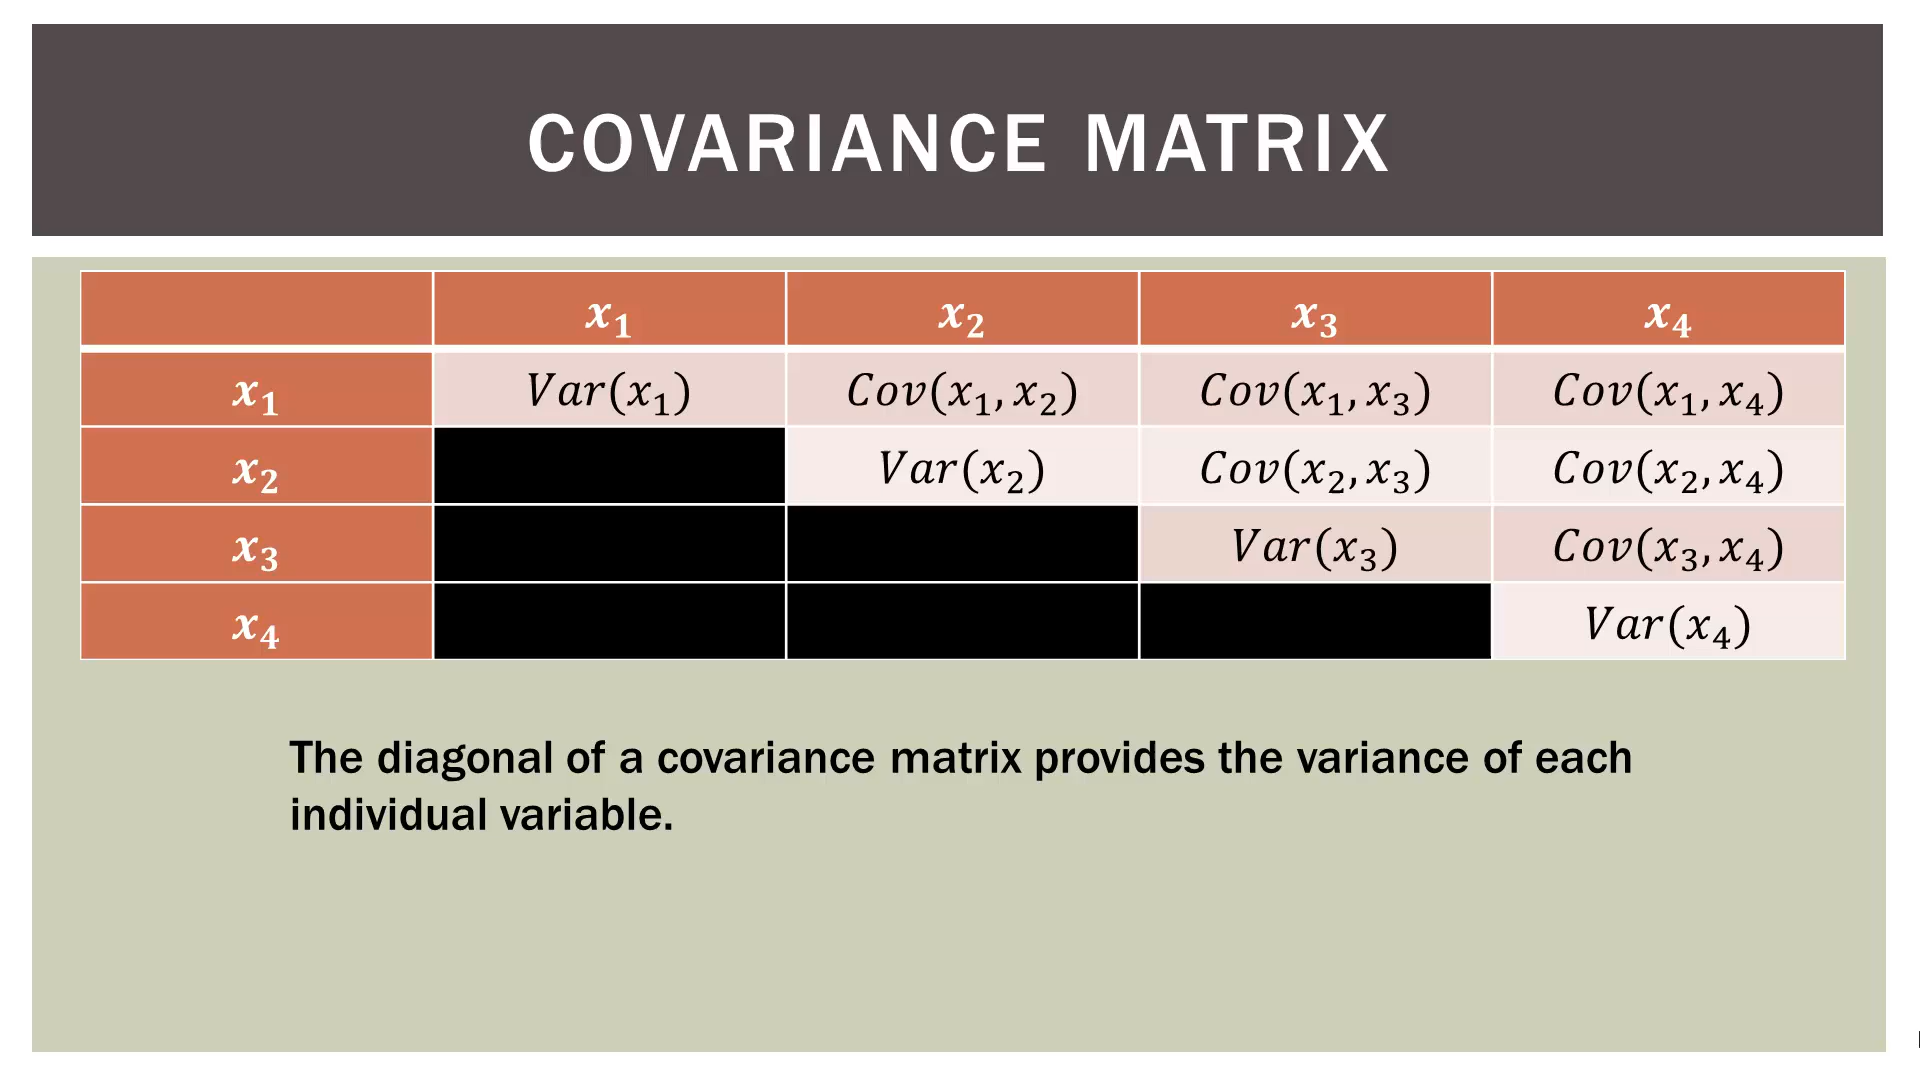 COVARIANCE MATRIX
x₁ x₂ x₃ x₄
x₁ Var(x₁) Cov(x₁, x₂) Cov(x₁, x₃) Cov(x₁, x₄)
x₂ Var(x₂) Cov(x₂, x₃) Cov(x₂, x₄)
x₃ Var(x₃) Cov(x₃, x₄)
x₄ Var(x₄)
The diagonal of a covariance matrix provides the variance of each
individual variable.